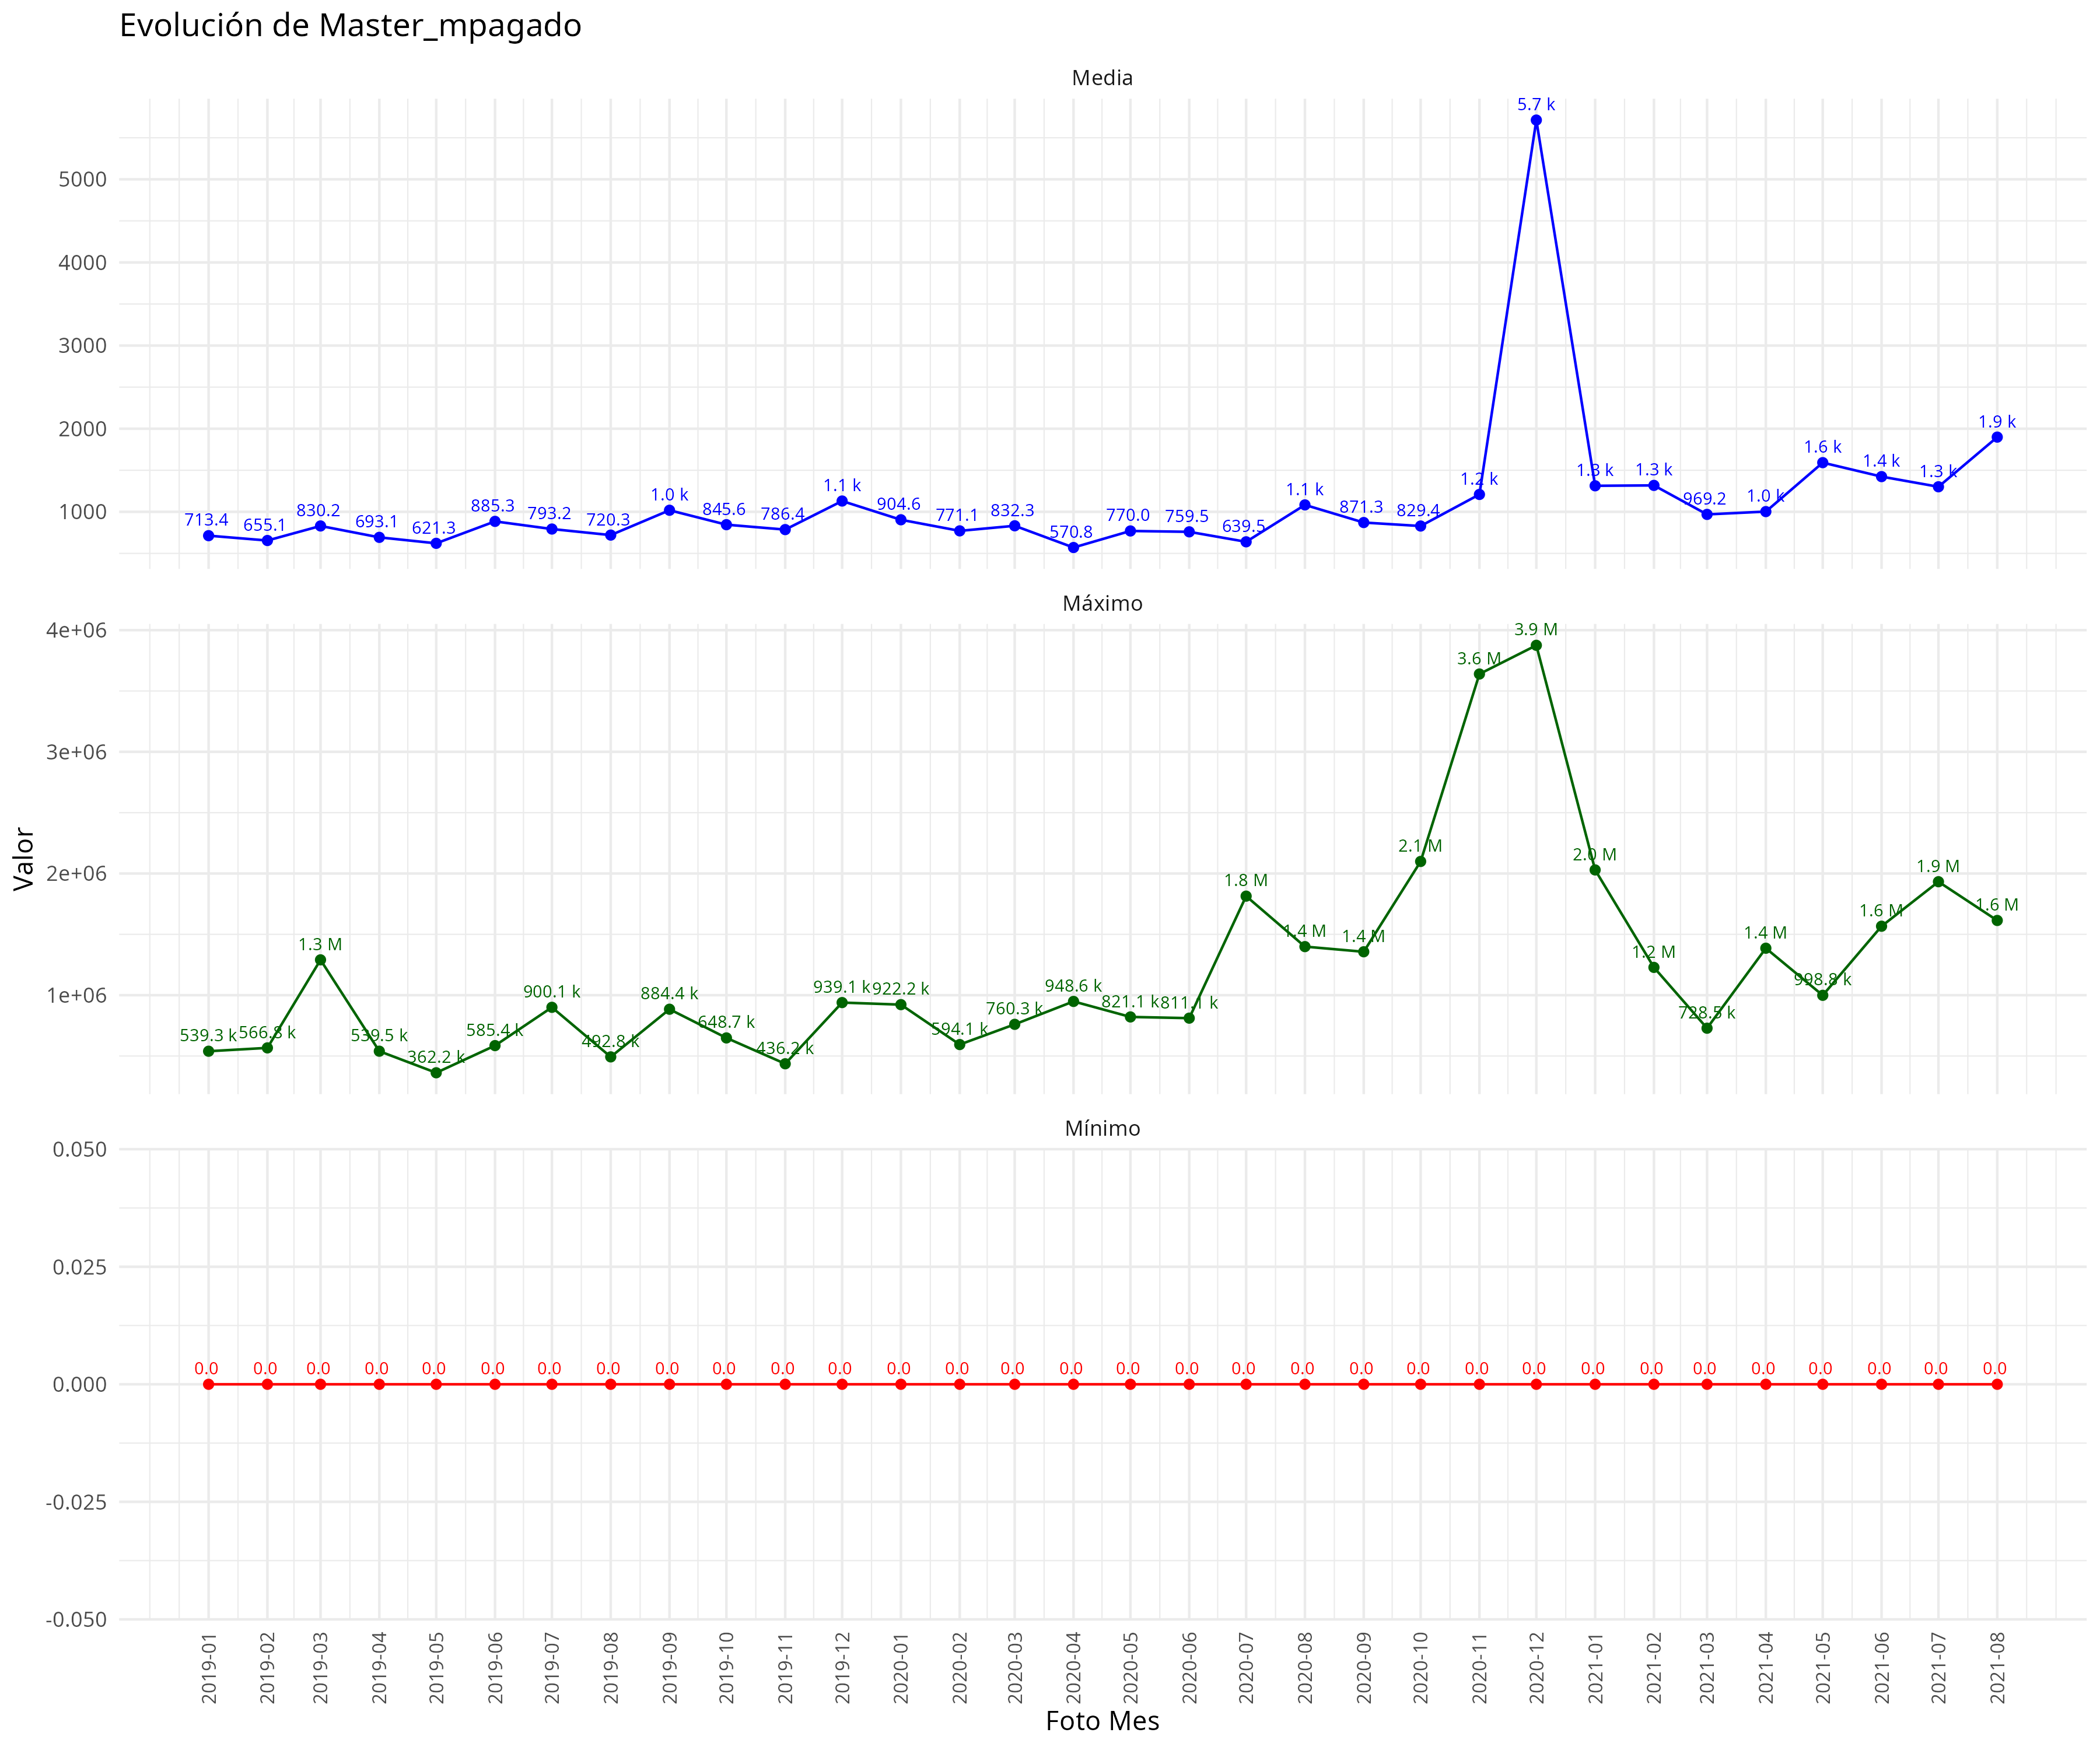 Evolución de Master_mpagado
Media
5000
4000
3000
2000
1000
713.4 655.1 830.2 693.1 621.3 885.3 793.2 720.3 1.0 k 845.6 786.4 1.1 k 904.6 771.1 832.3 570.8 770.0 759.5 639.5 1.1 k 871.3 829.4 1.2 k 5.7 k 1.3 k 1.3 k 969.2 1.0 k 1.6 k 1.4 k 1.3 k 1.9 k
Máximo
4e+06
3e+06
2e+06
1e+06
539.3 k 566.8 k 1.3 M 539.5 k 362.2 k 585.4 k 900.1 k 492.8 k 884.4 k 648.7 k 436.2 k 939.1 k 922.2 k 594.1 k 760.3 k 948.6 k 821.1 k 811.1 k 1.8 M 1.4 M 1.4 M 2.1 M 3.6 M 3.9 M 2.0 M 1.2 M 728.5 k 1.4 M 998.8 k 1.6 M 1.9 M 1.6 M
Valor
Mínimo
0.050
0.025
0.000
-0.025
-0.050
0.0 0.0 0.0 0.0 0.0 0.0 0.0 0.0 0.0 0.0 0.0 0.0 0.0 0.0 0.0 0.0 0.0 0.0 0.0 0.0 0.0 0.0 0.0 0.0 0.0 0.0 0.0 0.0 0.0 0.0 0.0 0.0
2019-01 2019-02 2019-03 2019-04 2019-05 2019-06 2019-07 2019-08 2019-09 2019-10 2019-11 2019-12 2020-01 2020-02 2020-03 2020-04 2020-05 2020-06 2020-07 2020-08 2020-09 2020-10 2020-11 2020-12 2021-01 2021-02 2021-03 2021-04 2021-05 2021-06 2021-07 2021-08
Foto Mes